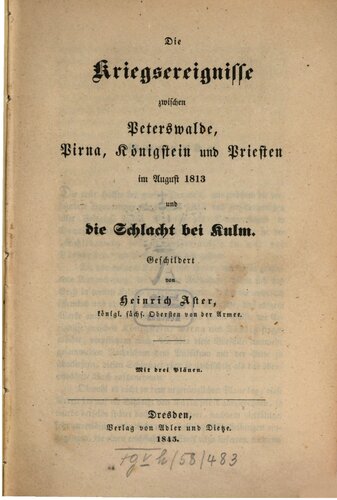 Die
Kriegsereignisse
zwischen
Peterswalde,
Pirna, Königstein und Priesten
im August 1813
und
die Schlacht bei Kulm.
Geschildert
von
Heinrich Aster,
königl. sächs. Obersten von der Armee.
Mit drei Plänen.
Dresden,
Verlag von Adler und Dietze.
1845.